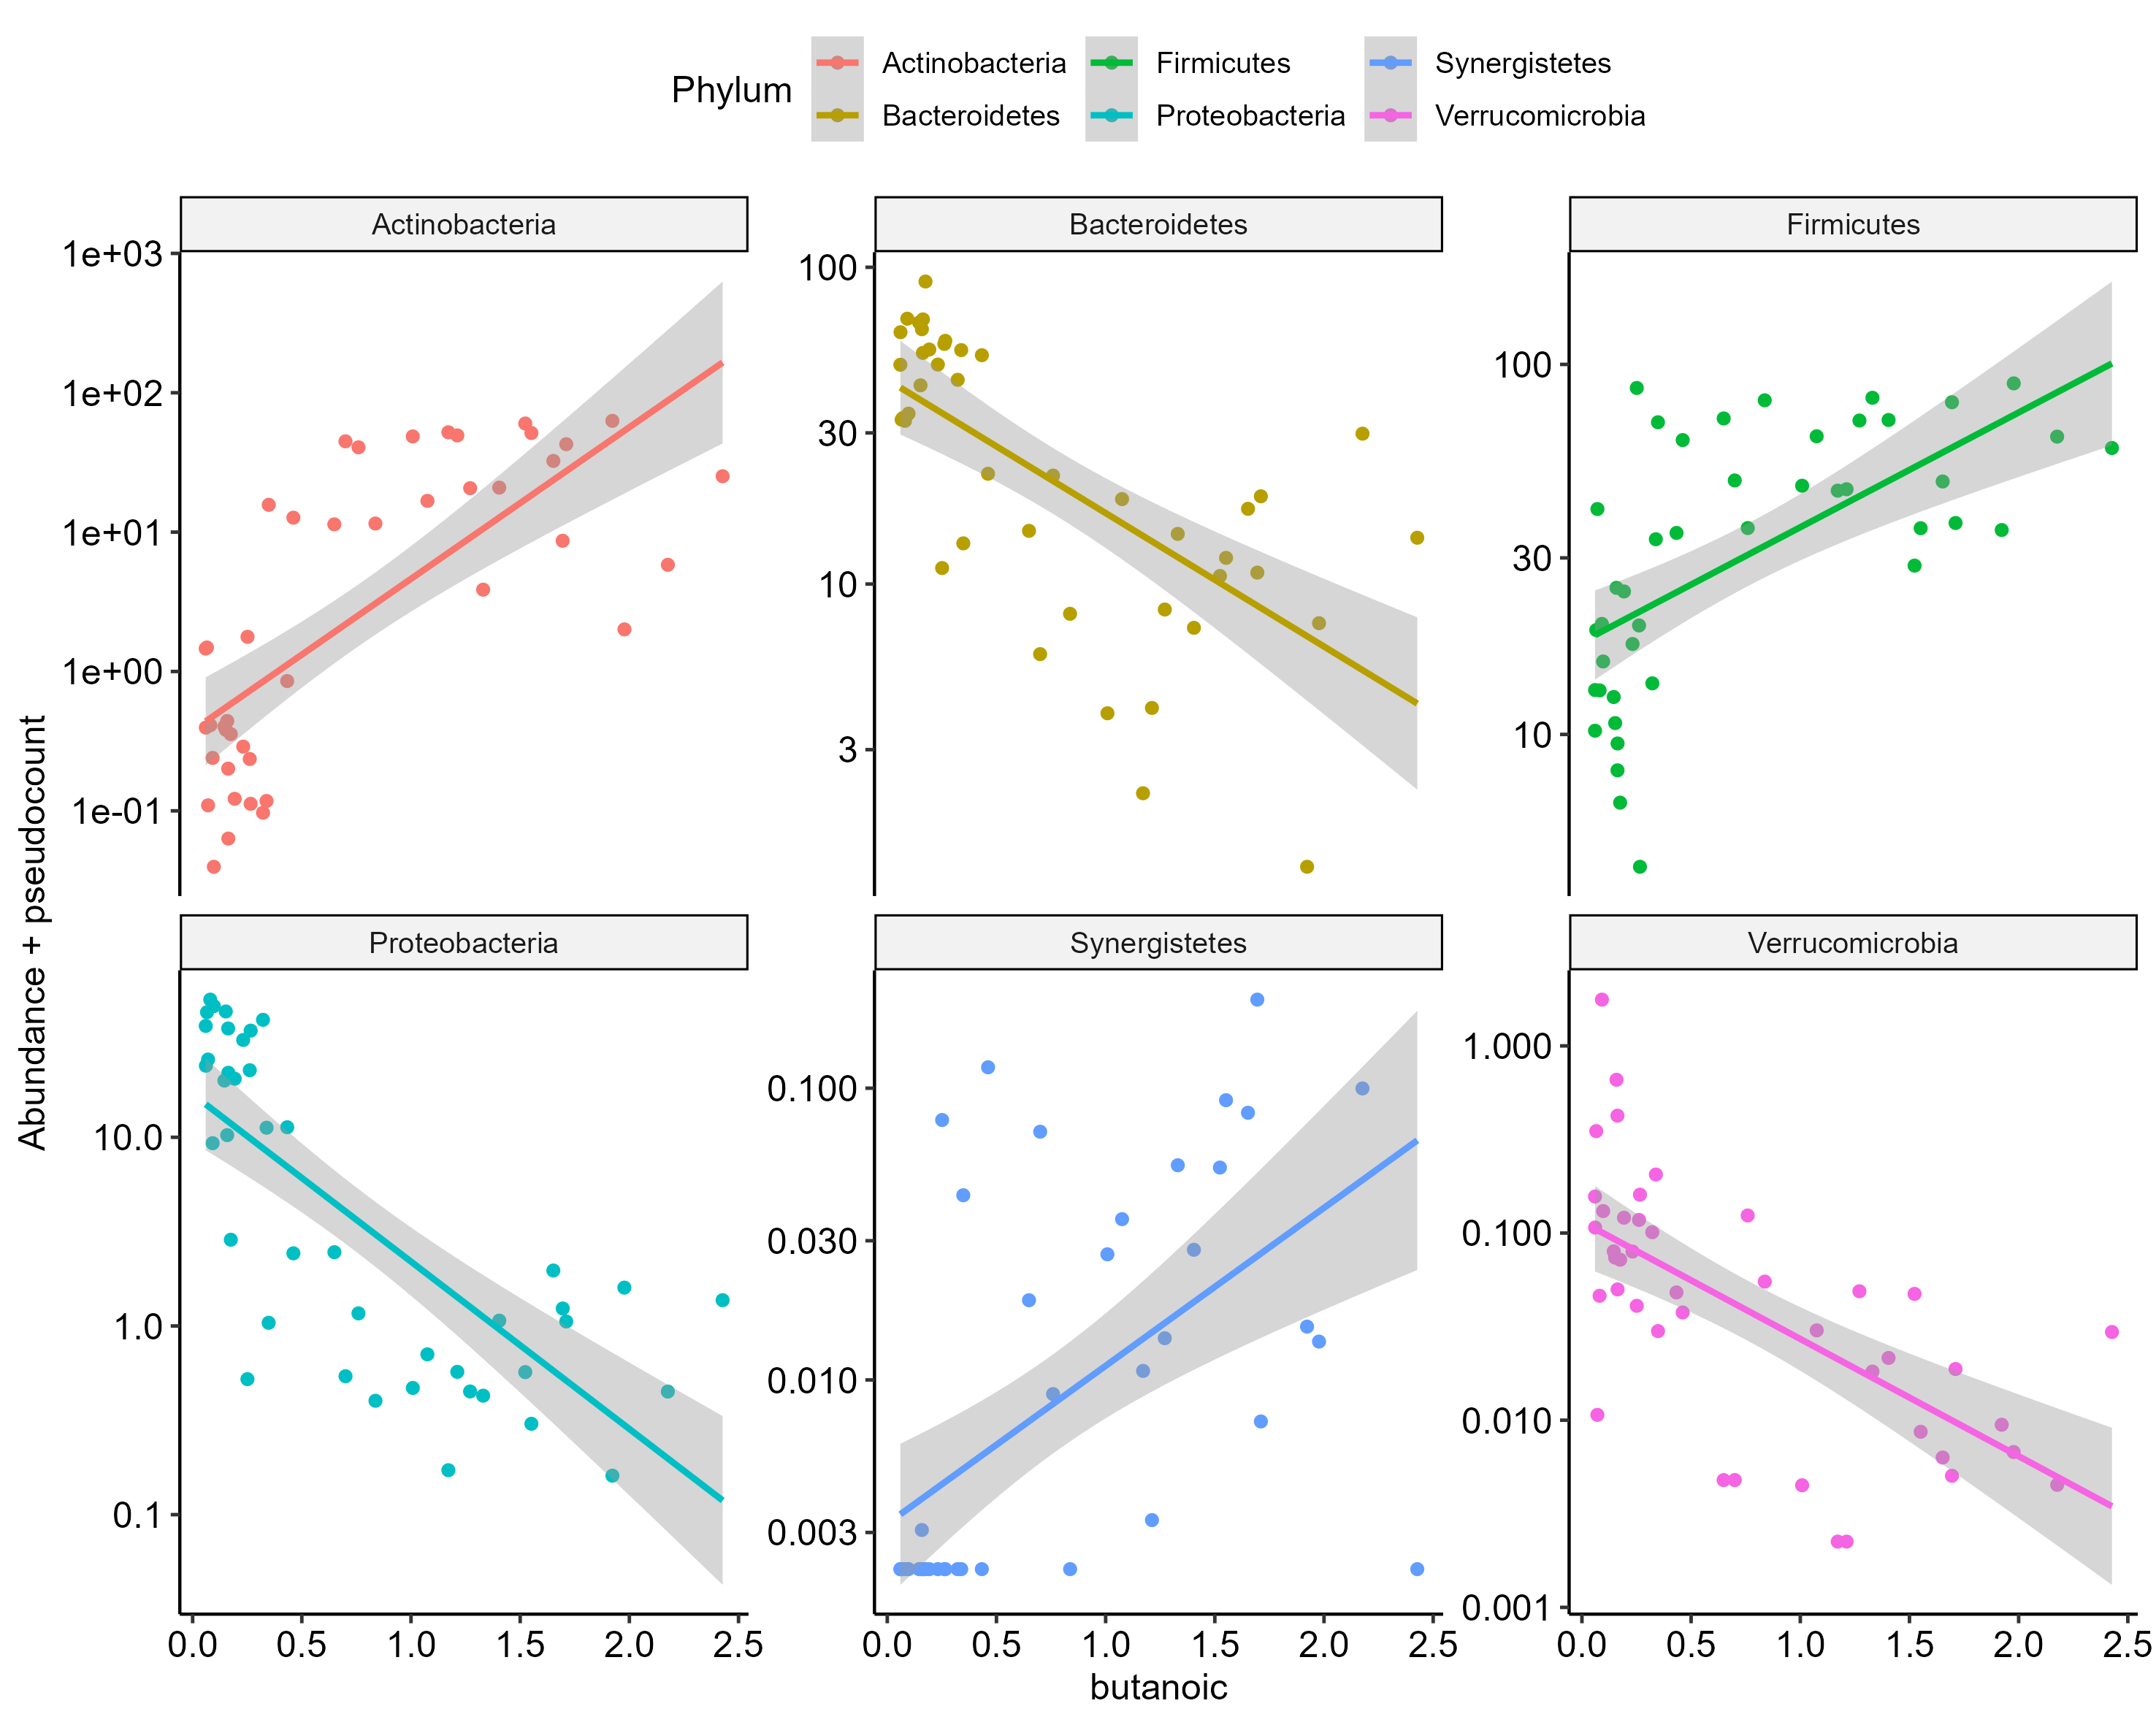 Phylum
Actinobacteria Firmicutes Synergistetes
Bacteroidetes Proteobacteria Verrucomicrobia
Actinobacteria Bacteroidetes Firmicutes
1e+03
1e+02
1e+01
1e+00
1e-01
100
30
10
3
100
30
10
Abundance + pseudocount
Proteobacteria Synergistetes Verrucomicrobia
10.0
1.0
0.1
0.100
0.030
0.010
0.003
1.000
0.100
0.010
0.001
0.0 0.5 1.0 1.5 2.0 2.5 0.0 0.5 1.0 1.5 2.0 2.5 0.0 0.5 1.0 1.5 2.0 2.5
butanoic